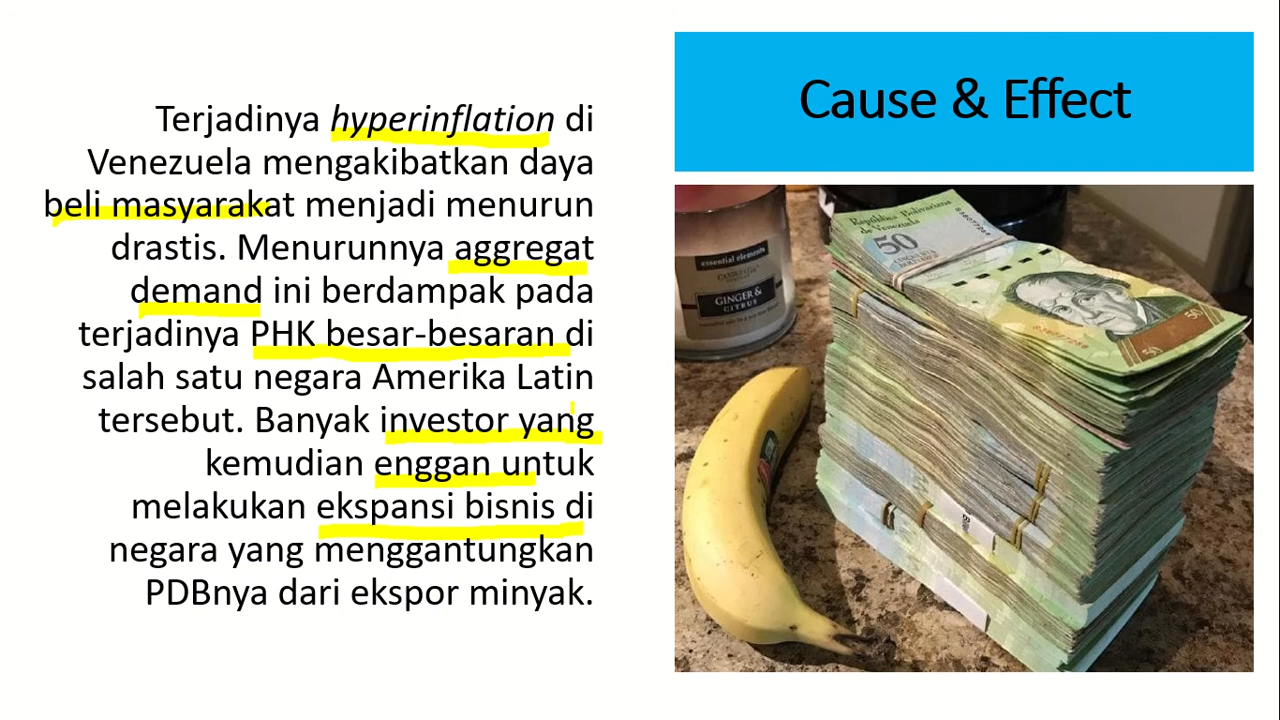 Cause & Effect
Terjadinya hyperinflation di
Venezuela mengakibatkan daya
beli masyarakat menjadi menurun
drastis. Menurunnya aggregat
demand ini berdampak pada
terjadinya PHK besar-besaran di
salah satu negara Amerika Latin
tersebut. Banyak investor yang
kemudian enggan untuk
melakukan ekspansi bisnis di
negara yang menggantungkan
PDBnya dari ekspor minyak.
República Bolivariana
de Venezuela
50
essential elements
GINGER &
CITRUS
50
50